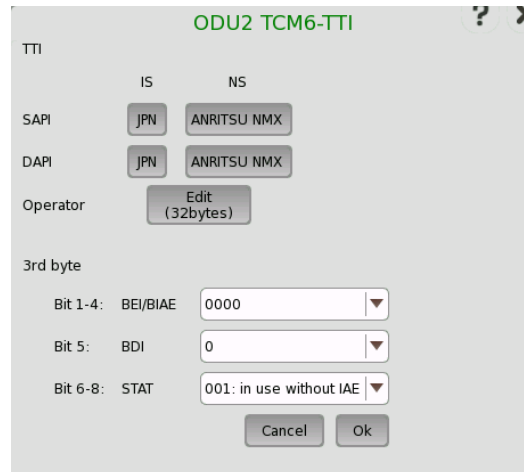 ODU2 TCM6-TTI ?
TTI
IS NS
SAPI JPN ANRITSU NMX
DAPI JPN ANRITSU NMX
Operator Edit
(32bytes)
3rd byte
Bit 1-4: BEI/BIAE 0000
Bit 5: BDI 0
Bit 6-8: STAT 001: in use without IAE
Cancel Ok